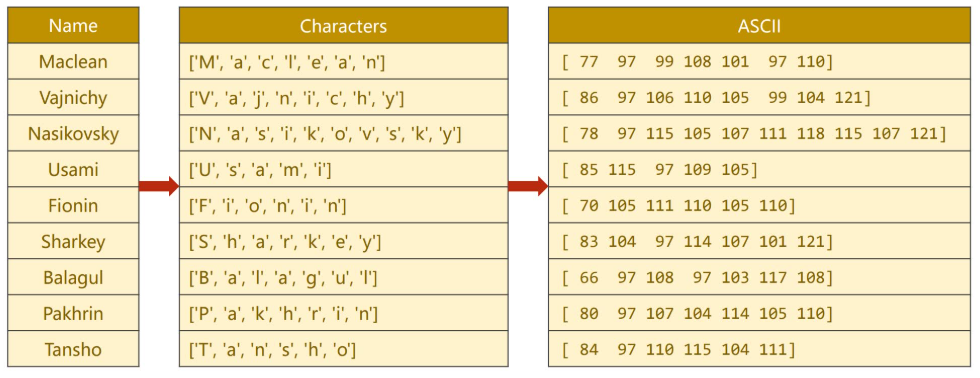 Name Characters ASCII
Maclean ['M', 'a', 'c', 'l', 'e', 'a', 'n'] [ 77 97 99 108 101 97 110]
Vajnichy ['V', 'a', 'j', 'n', 'i', 'c', 'h', 'y'] [ 86 97 106 110 105 99 104 121]
Nasikovsky ['N', 'a', 's', 'i', 'k', 'o', 'v', 's', 'k', 'y'] [ 78 97 115 105 107 111 118 115 107 121]
Usami ['U', 's', 'a', 'm', 'i'] [ 85 115 97 109 105]
Fionin ['F', 'i', 'o', 'n', 'i', 'n'] [ 70 105 111 110 105 110]
Sharkey ['S', 'h', 'a', 'r', 'k', 'e', 'y'] [ 83 104 97 114 107 101 121]
Balagul ['B', 'a', 'l', 'a', 'g', 'u', 'l'] [ 66 97 108 97 103 117 108]
Pakhrin ['P', 'a', 'k', 'h', 'r', 'i', 'n'] [ 80 97 107 104 114 105 110]
Tansho ['T', 'a', 'n', 's', 'h', 'o'] [ 84 97 110 115 104 111]